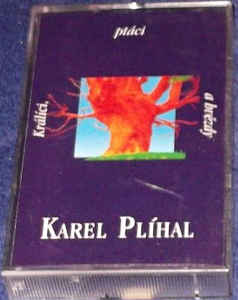 Králíci,
ptáci
a hvězdy
KAREL PLÍHAL